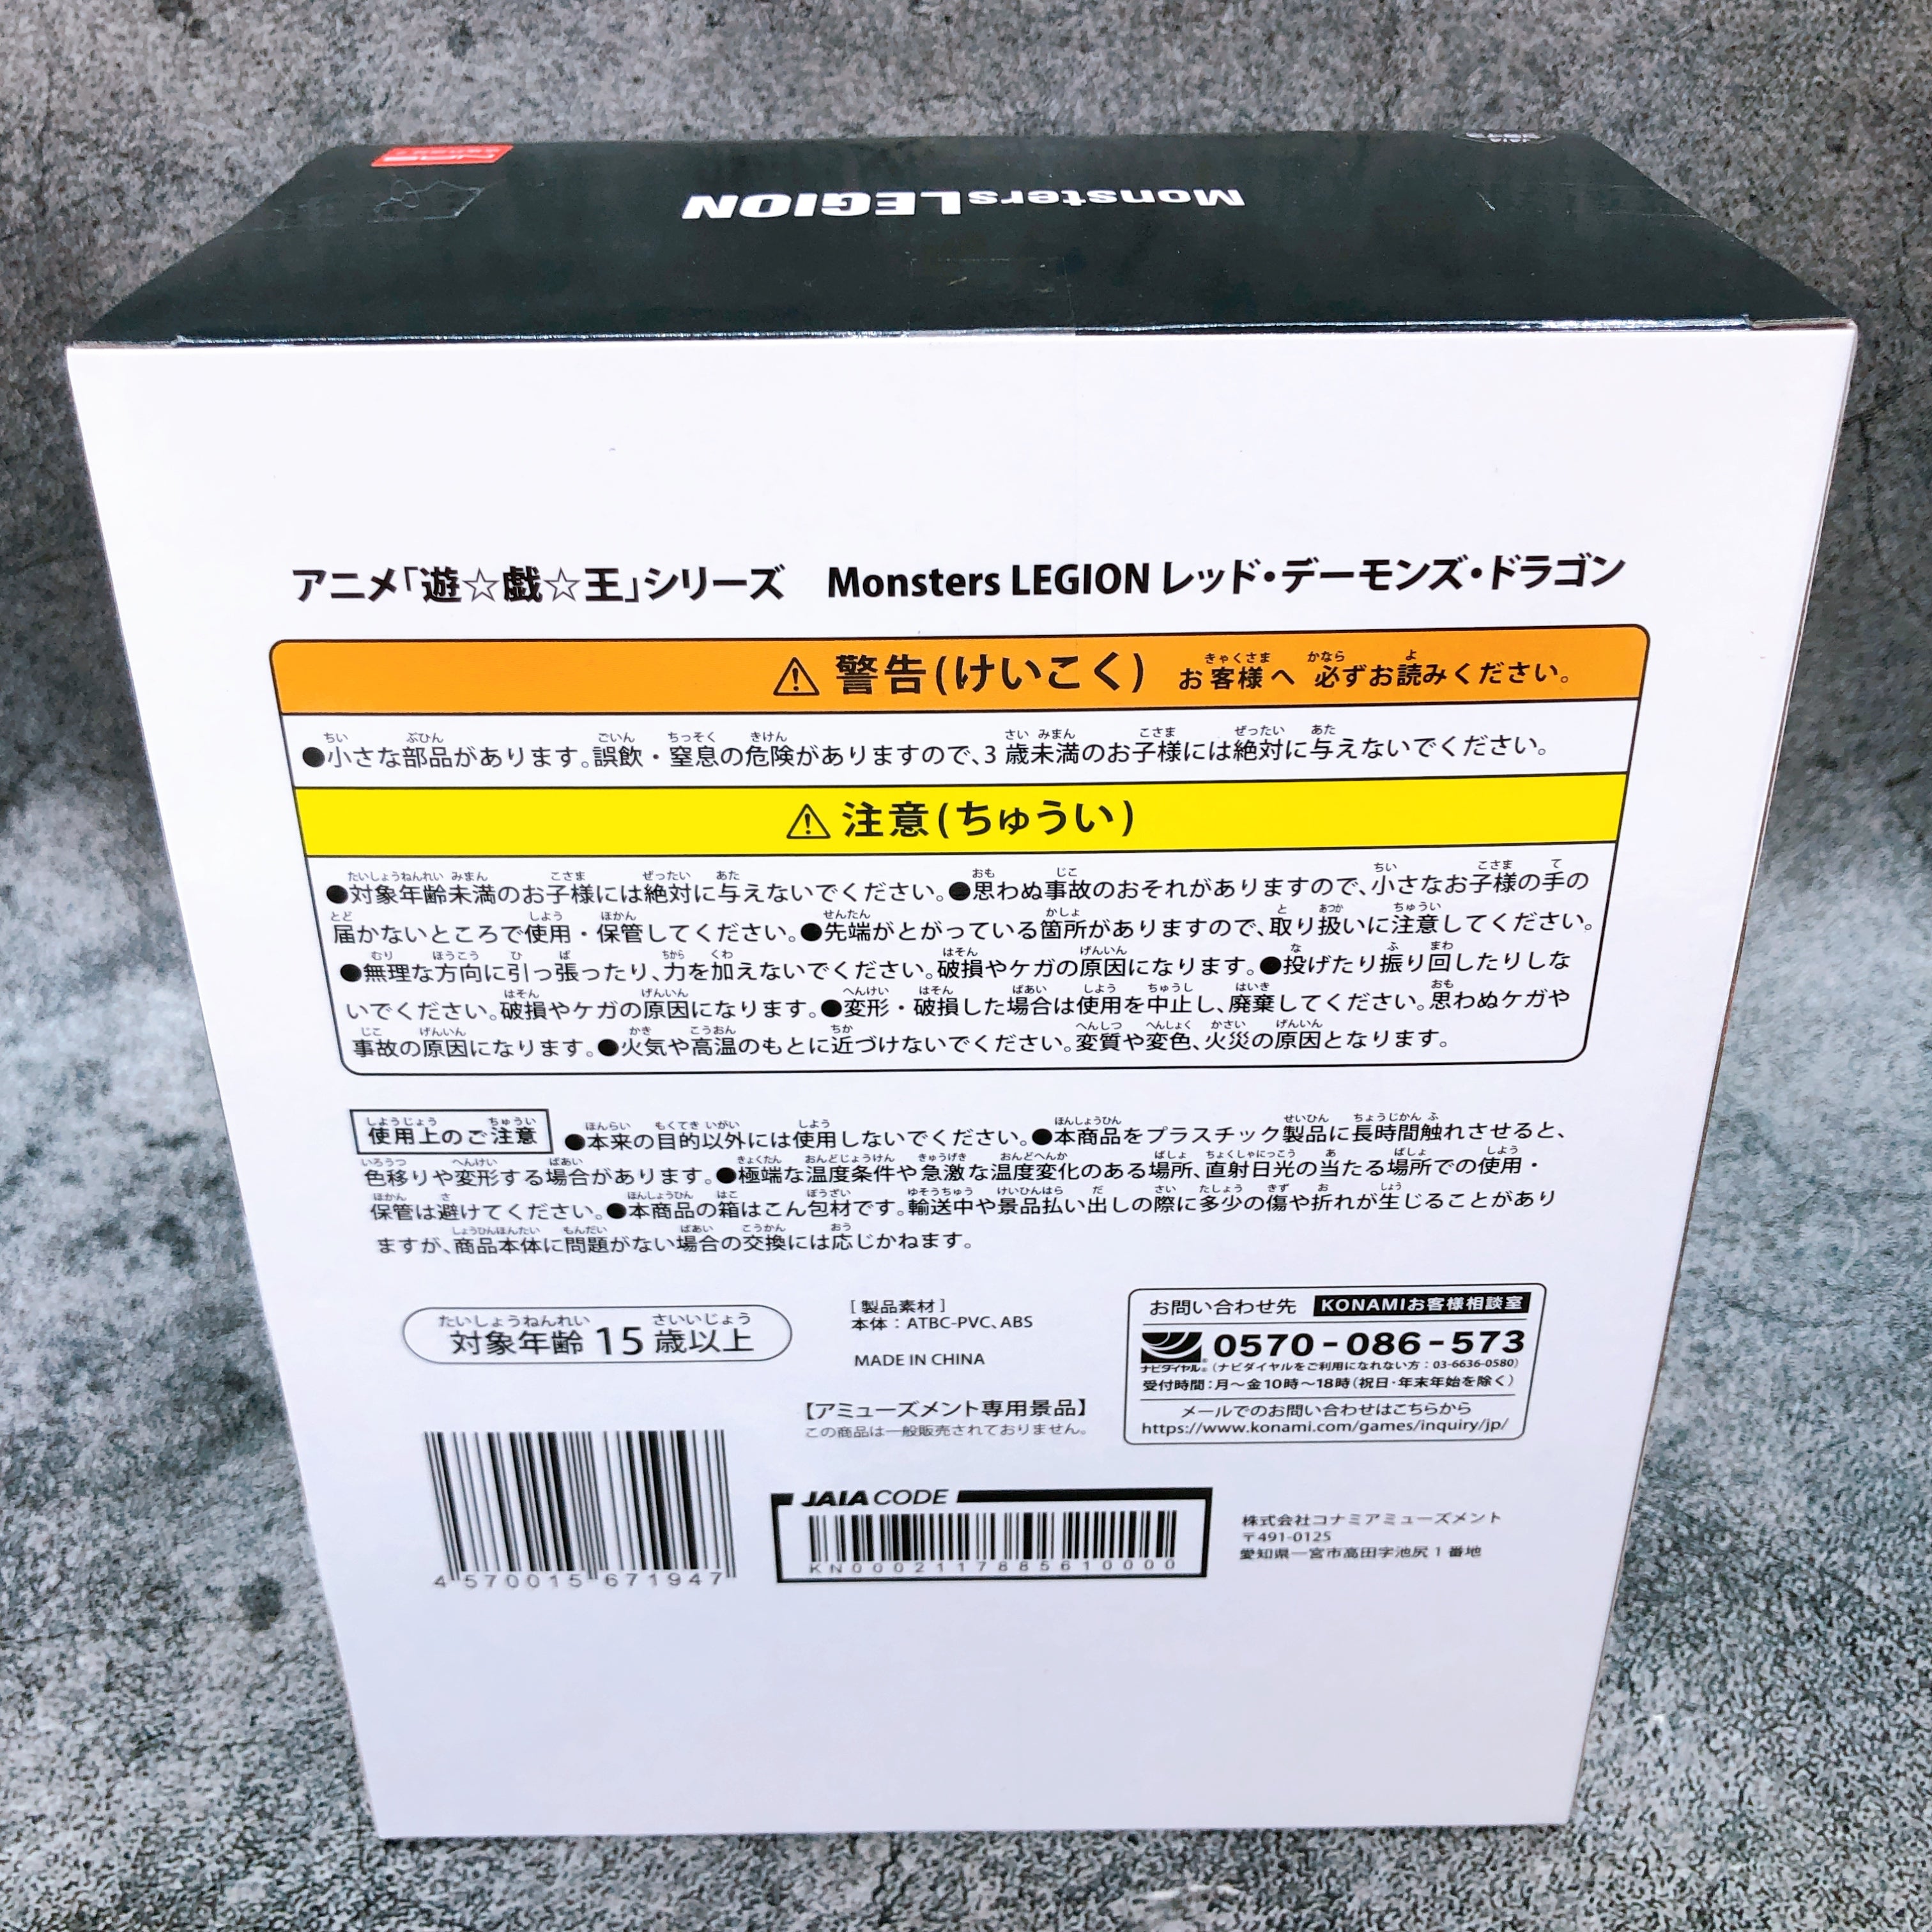 Monsters LEGION
アニメ「遊☆戯☆王」シリーズ Monsters LEGION レッド・デーモンズ・ドラゴン
⚠ 警告(けいこく) お客様へ 必ずお読みください。
●小さな部品があります。誤飲・窒息の危険がありますので、3歳未満のお子様には絶対に与えないでください。
⚠ 注意(ちゅうい)
●対象年齢未満のお子様には絶対に与えないでください。●思わぬ事故のおそれがありますので、小さなお子様の手の
届かないところで使用・保管してください。●先端がとがっている箇所がありますので、取り扱いに注意してください。
●無理な方向に引っ張ったり、力を加えないでください。破損やケガの原因になります。●投げたり振り回したりしな
いでください。破損やケガの原因になります。●変形・破損した場合は使用を中止し、廃棄してください。思わぬケガや
事故の原因になります。●火気や高温のもとに近づけないでください。変質や変色、火災の原因となります。
使用上のご注意 ●本来の目的以外には使用しないでください。●本商品をプラスチック製品に長時間触れさせると、
色移りや変形する場合があります。●極端な温度条件や急激な温度変化のある場所、直射日光の当たる場所での使用・
保管は避けてください。●本商品の箱はこん包材です。輸送中や景品払い出しの際に多少の傷や折れが生じることがあり
ますが、商品本体に問題がない場合の交換には応じかねます。
対象年齢 15 歳以上
[製品素材]
本体：ATBC-PVC、ABS
MADE IN CHINA
【アミューズメント専用景品】
この商品は一般販売されておりません。
お問い合わせ先 KONAMIお客様相談室
ナビダイヤル® 0570-086-573
(ナビダイヤルをご利用になれない方：03-6636-0580)
受付時間：月～金10時～18時(祝日・年末年始を除く)
メールでのお問い合わせはこちらから
https://www.konami.com/games/inquiry/jp/
4 570015 671947
JAIA CODE
KN0002117885610000
株式会社コナミアミューズメント
〒491-0125
愛知県一宮市高田字池尻1番地